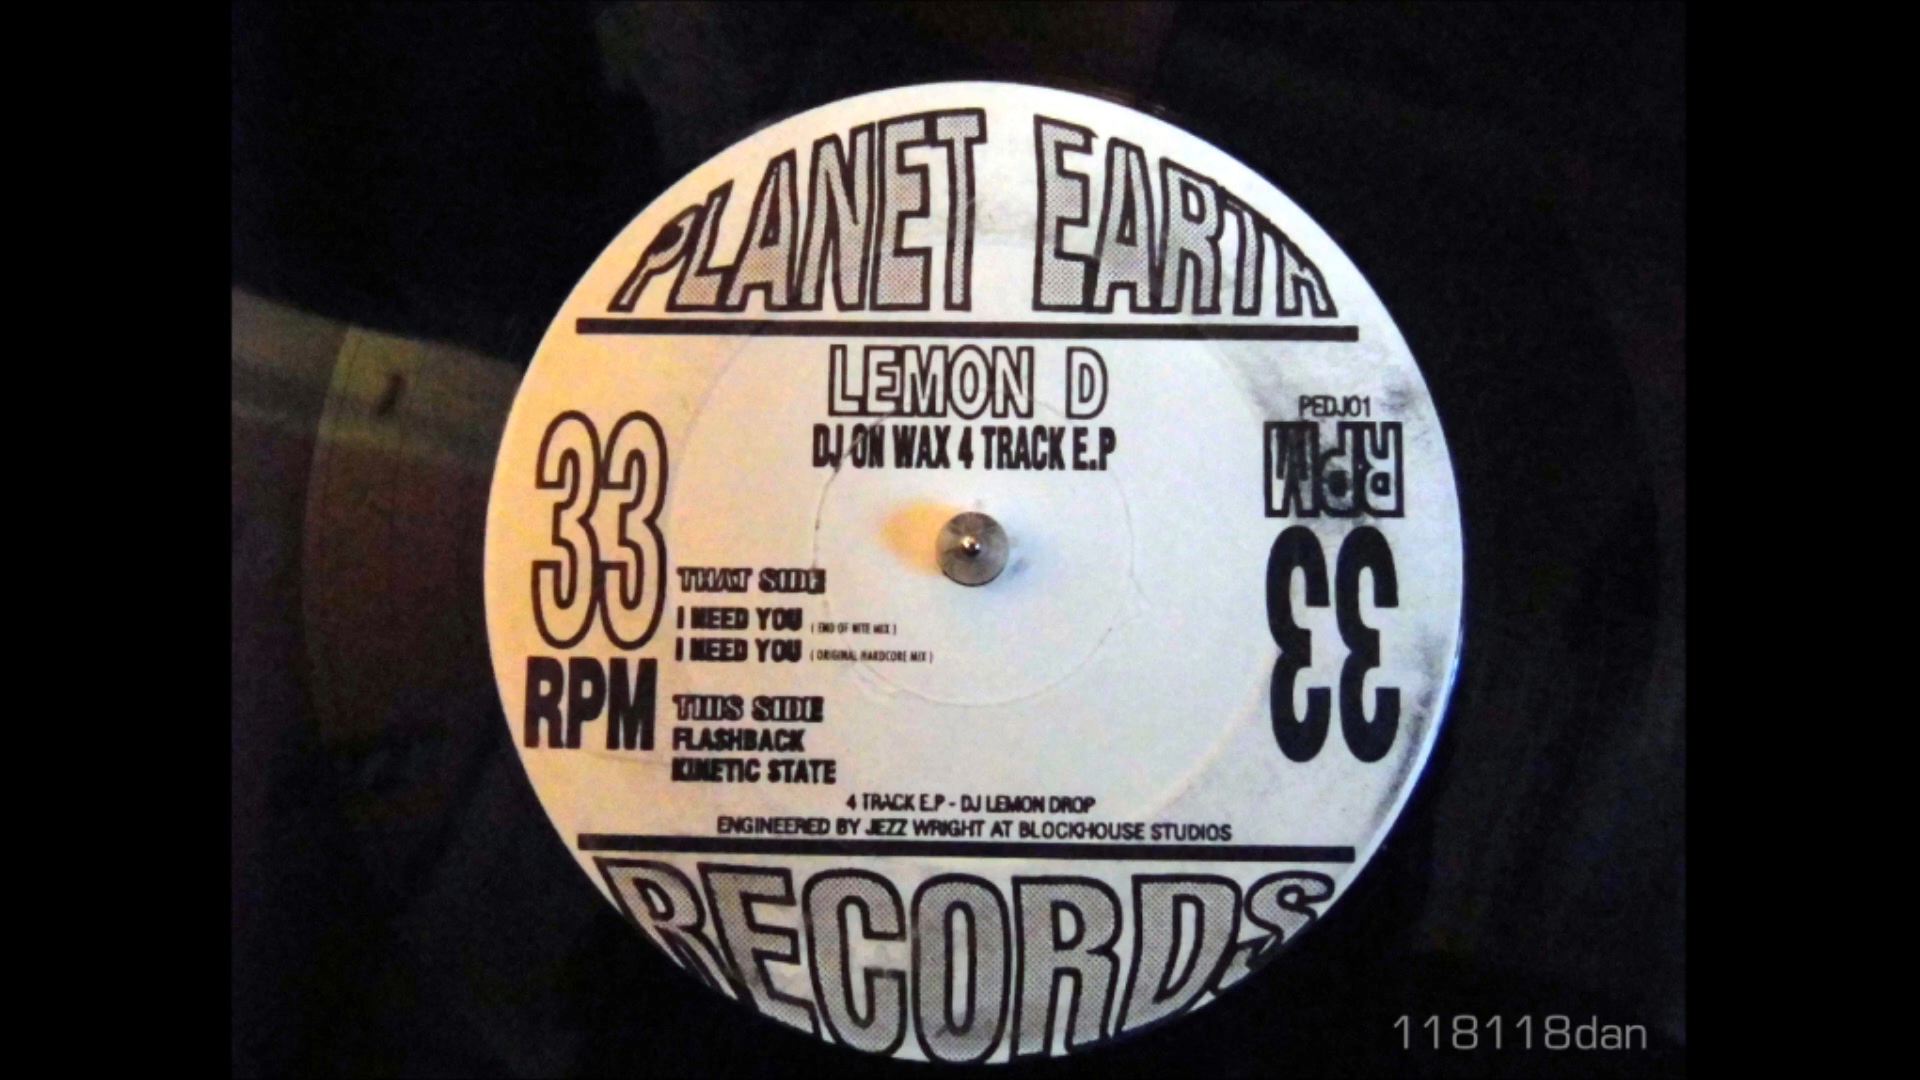 PLANET EARTH
LEMON D
DJ ON WAX 4 TRACK E.P
PEDJ01
33
RPM
33
RPM
THAT SIDE
I NEED YOU ( END OF NITE MIX )
I NEED YOU ( ORIGINAL HARDCORE MIX )
THIS SIDE
FLASHBACK
KINETIC STATE
4 TRACK E.P - DJ LEMON DROP
ENGINEERED BY JEZZ WRIGHT AT BLOCKHOUSE STUDIOS
RECORDS
118118dan